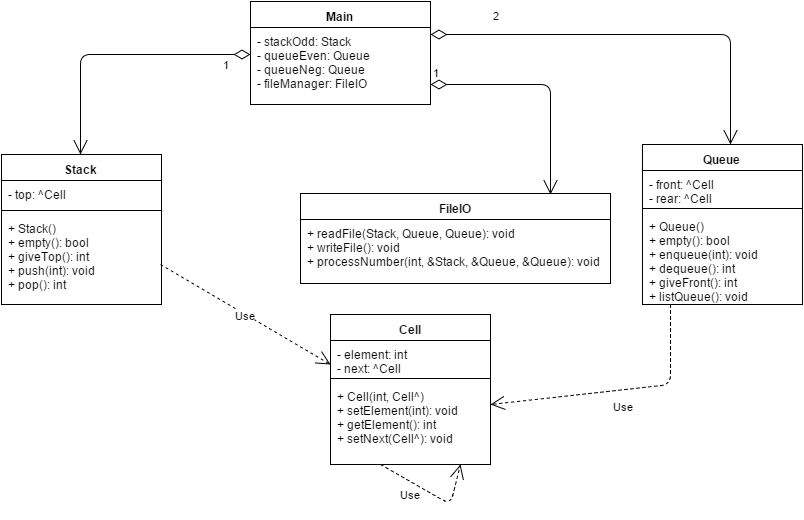 Main
- stackOdd: Stack
- queueEven: Queue
- queueNeg: Queue
- fileManager: FileIO
2
1
1
Stack
- top: ^Cell
+ Stack()
+ empty(): bool
+ giveTop(): int
+ push(int): void
+ pop(): int
FileIO
+ readFile(Stack, Queue, Queue): void
+ writeFile(): void
+ processNumber(int, &Stack, &Queue, &Queue): void
Queue
- front: ^Cell
- rear: ^Cell
+ Queue()
+ empty(): bool
+ enqueue(int): void
+ dequeue(): int
+ giveFront(): int
+ listQueue(): void
Use
Cell
- element: int
- next: ^Cell
+ Cell(int, Cell^)
+ setElement(int): void
+ getElement(): int
+ setNext(Cell^): void
Use
Use